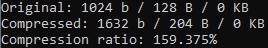 Original: 1024 b / 128 B / 0 KB
Compressed: 1632 b / 204 B / 0 KB
Compression ratio: 159.375%